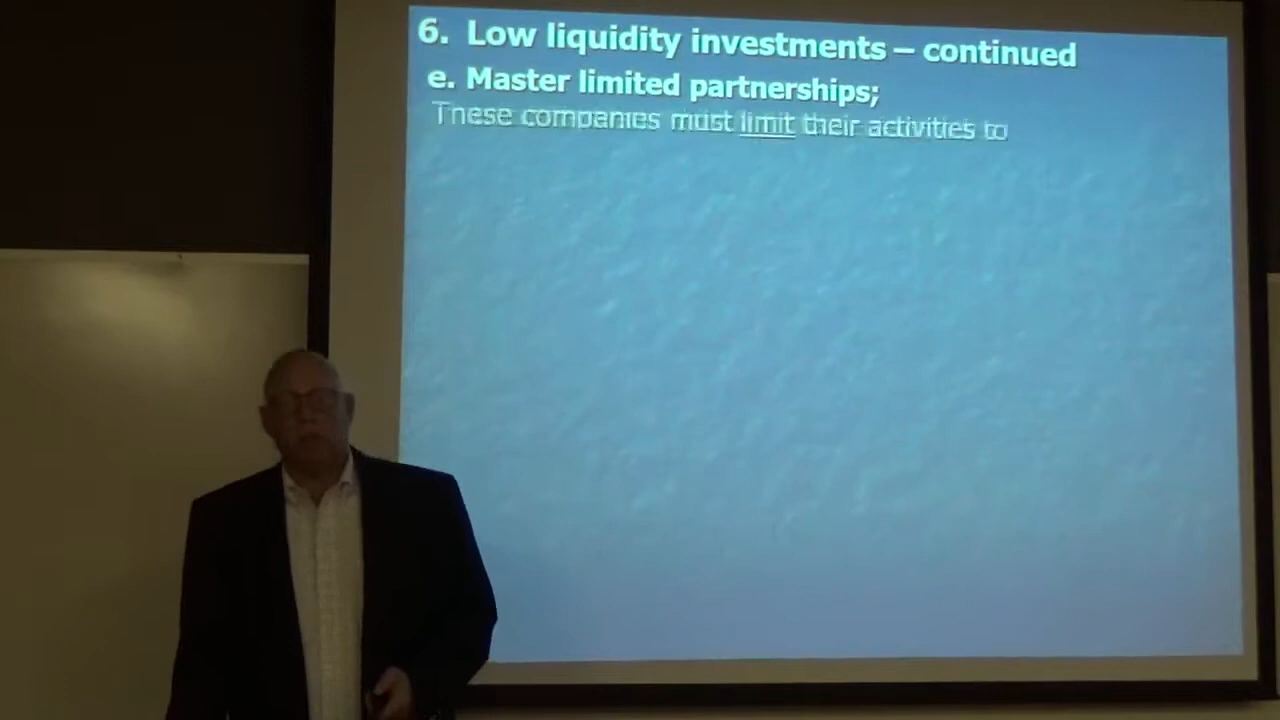 6. Low liquidity investments – continued
e. Master limited partnerships;
These companies must limit their activities to